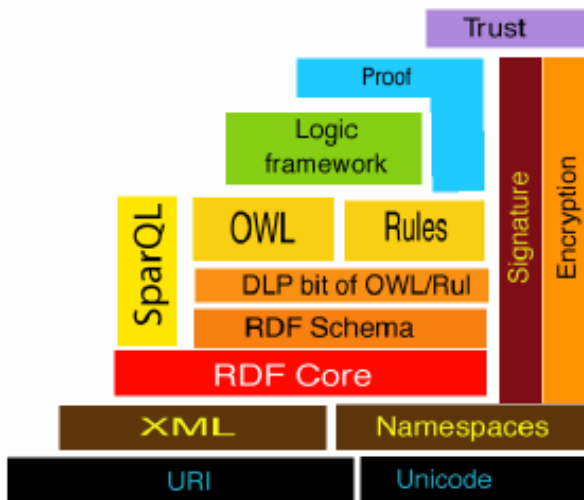 Trust
Proof
Logic
framework
SparQL
OWL
Rules
Signature
Encryption
DLP bit of OWL/Rul
RDF Schema
RDF Core
XML
Namespaces
URI
Unicode